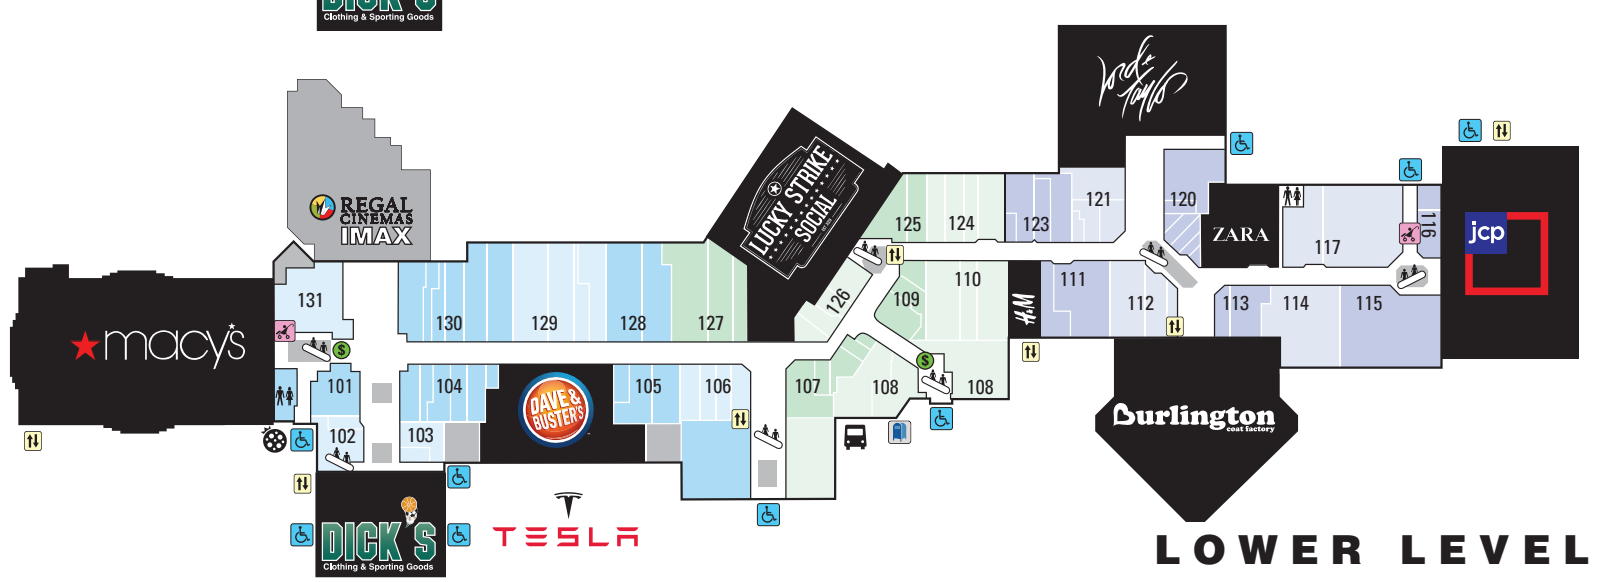 DICK'S
Clothing & Sporting Goods
Lord & Taylor
REGAL
CINEMAS
IMAX
LUCKY STRIKE
SOCIAL
jcp
125
124
123
121
120
ZARA
117
116
131
130
129
128
127
126
109
110
H&M
111
112
113
114
115
macy's
$
101
104
DAVE &
BUSTER'S
105
106
107
108
$
108
102
103
Burlington
coat factory
DICK'S
Clothing & Sporting Goods
TESLA
LOWER LEVEL